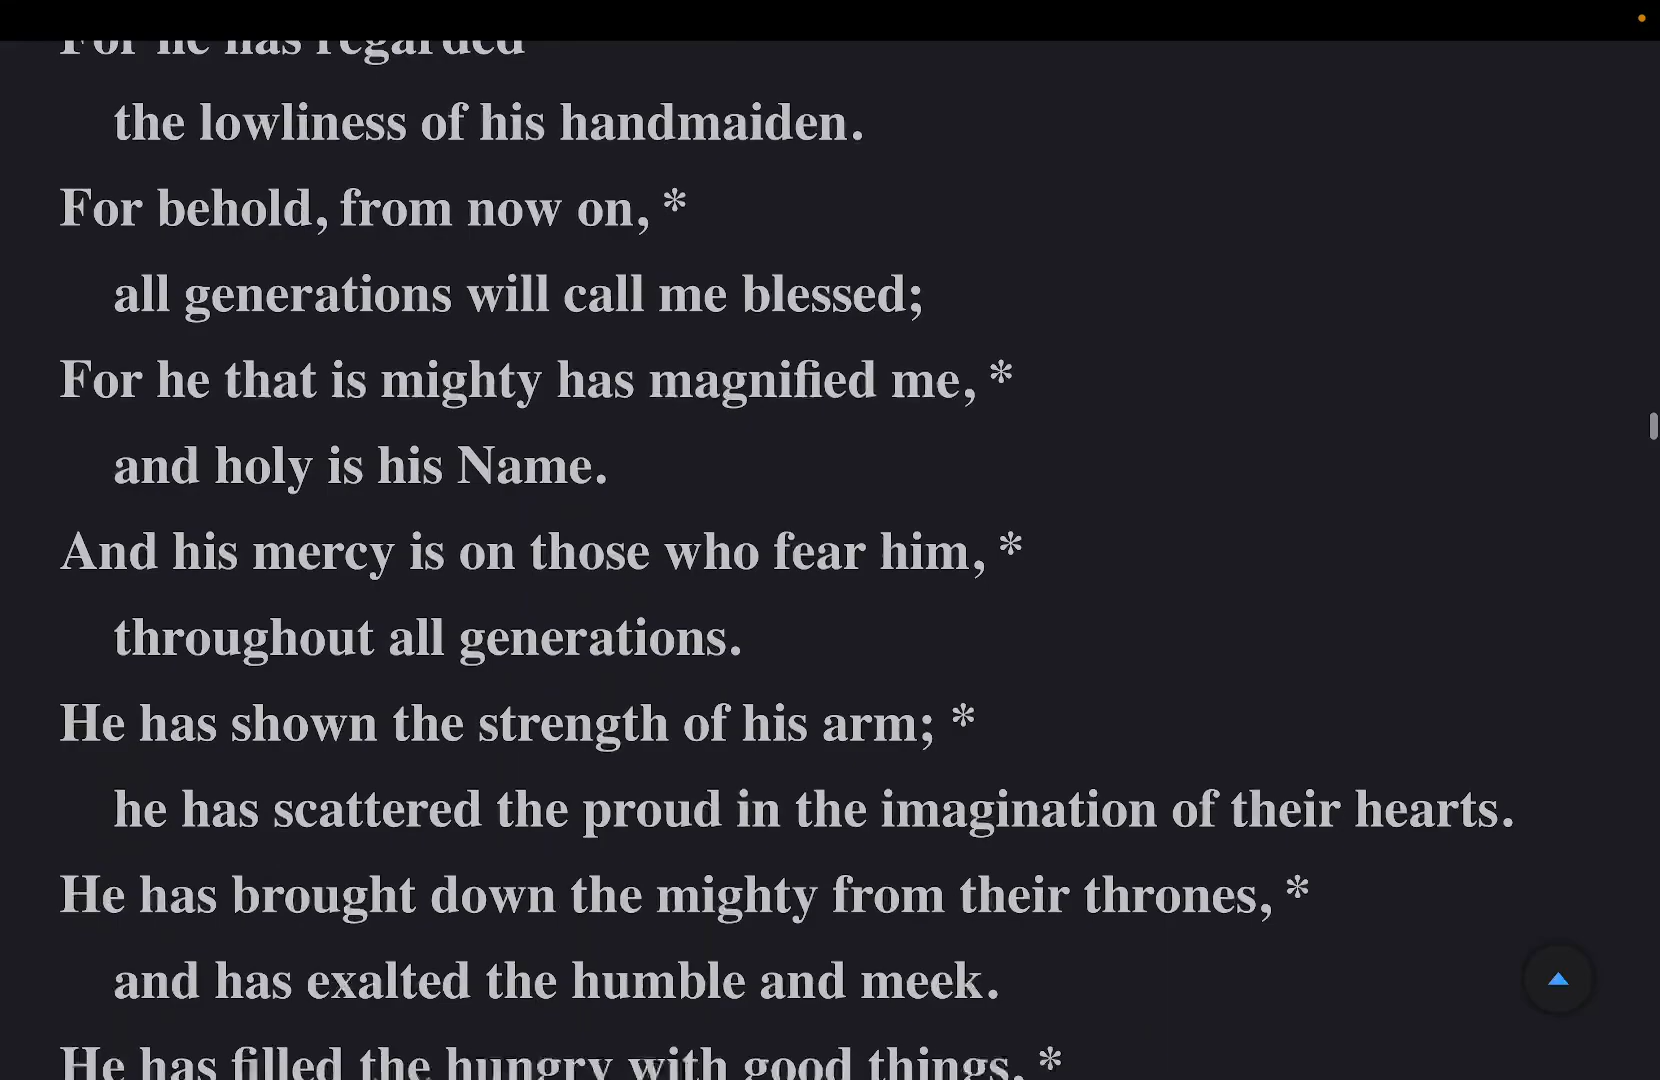 For he has regarded
the lowliness of his handmaiden.
For behold, from now on, *
all generations will call me blessed;
For he that is mighty has magnified me, *
and holy is his Name.
And his mercy is on those who fear him, *
throughout all generations.
He has shown the strength of his arm; *
he has scattered the proud in the imagination of their hearts.
He has brought down the mighty from their thrones, *
and has exalted the humble and meek.
He has filled the hungry with good things, *